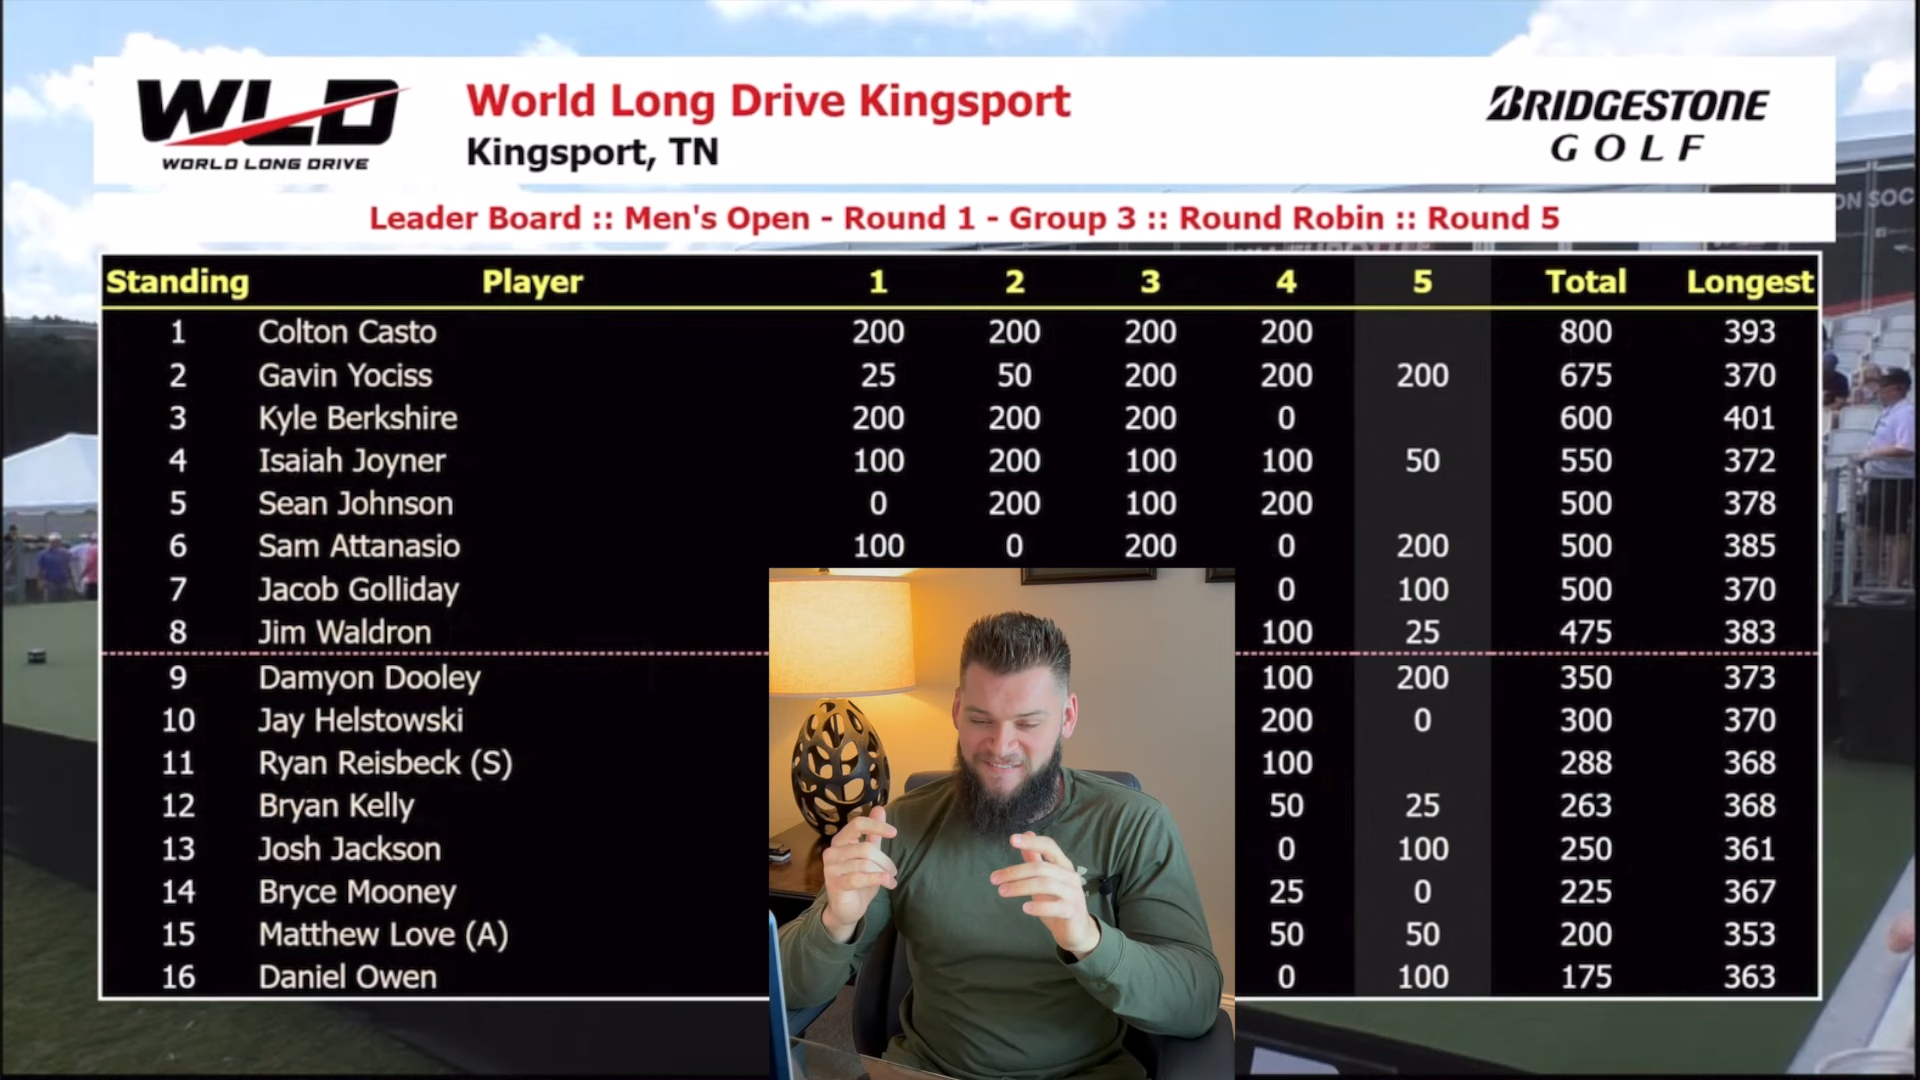 WLD
WORLD LONG DRIVE
World Long Drive Kingsport
Kingsport, TN
BRIDGESTONE
GOLF
ON SOC
Leader Board :: Men's Open - Round 1 - Group 3 :: Round Robin :: Round 5
Standing Player 1 2 3 4 5 Total Longest
1 Colton Casto 200 200 200 200 800 393
2 Gavin Yociss 25 50 200 200 200 675 370
3 Kyle Berkshire 200 200 200 0 600 401
4 Isaiah Joyner 100 200 100 100 50 550 372
5 Sean Johnson 0 200 100 200 500 378
6 Sam Attanasio 100 0 200 0 200 500 385
7 Jacob Golliday 0 100 500 370
8 Jim Waldron 100 25 475 383
9 Damyon Dooley 100 200 350 373
10 Jay Helstowski 200 0 300 370
11 Ryan Reisbeck (S) 100 288 368
12 Bryan Kelly 50 25 263 368
13 Josh Jackson 0 100 250 361
14 Bryce Mooney 25 0 225 367
15 Matthew Love (A) 50 50 200 353
16 Daniel Owen 0 100 175 363